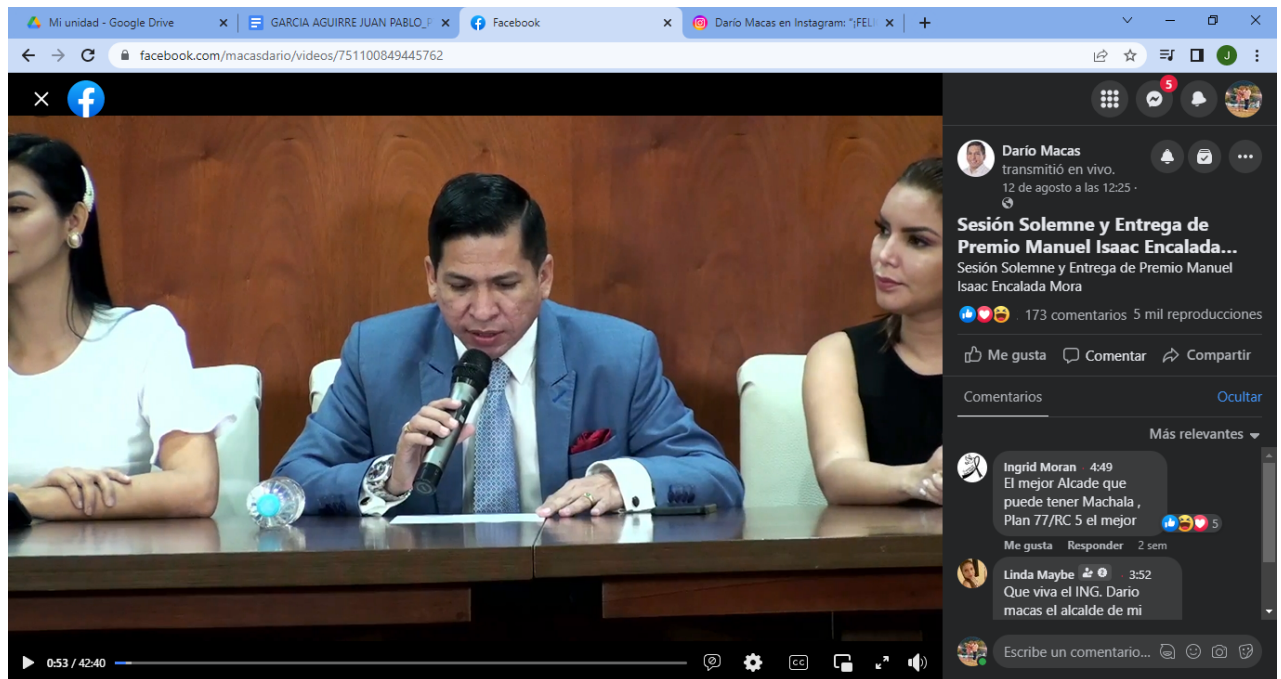 Mi unidad - Google Drive
GARCIA AGUIRRE JUAN PABLO_P
Facebook
Darío Macas en Instagram: "¡FELI
facebook.com/macasdario/videos/751100849445762
J
5
Darío Macas
transmitió en vivo.
12 de agosto a las 12:25 ·
Sesión Solemne y Entrega de
Premio Manuel Isaac Encalada...
Sesión Solemne y Entrega de Premio Manuel
Isaac Encalada Mora
173 comentarios 5 mil reproducciones
Me gusta Comentar Compartir
Comentarios Ocultar
Más relevantes
Ingrid Moran · 4:49
El mejor Alcade que
puede tener Machala ,
Plan 77/RC 5 el mejor
5
Me gusta Responder 2 sem
Linda Maybe · 3:52
Que viva el ING. Dario
macas el alcalde de mi
Escribe un comentario...
0:53 / 42:40
CC